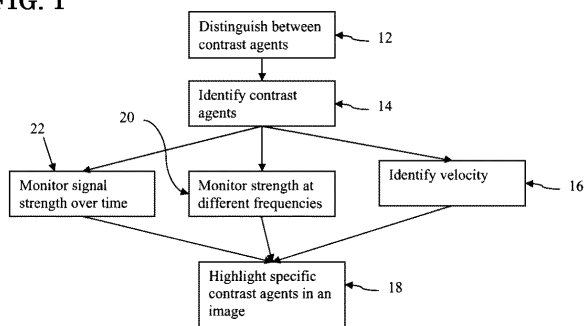 FIG. 1
Distinguish between
contrast agents
12
Identify contrast
agents
14
22
20
Monitor signal
strength over time
Monitor strength at
different frequencies
Identify velocity
16
Highlight specific
contrast agents in an
image
18